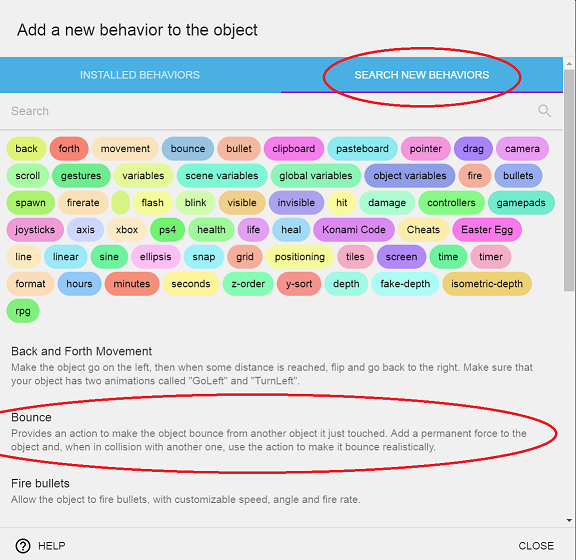 Add a new behavior to the object
INSTALLED BEHAVIORS SEARCH NEW BEHAVIORS
Search
back forth movement bounce bullet clipboard pasteboard pointer drag camera
scroll gestures variables scene variables global variables object variables fire bullets
spawn firerate flash blink visible invisible hit damage controllers gamepads
joysticks axis xbox ps4 health life heal Konami Code Cheats Easter Egg
line linear sine ellipsis snap grid positioning tiles screen time timer
format hours minutes seconds z-order y-sort depth fake-depth isometric-depth
rpg
Back and Forth Movement
Make the object go on the left, then when some distance is reached, flip and go back to the right. Make sure that
your object has two animations called "GoLeft" and "TurnLeft".
Bounce
Provides an action to make the object bounce from another object it just touched. Add a permanent force to the
object and, when in collision with another one, use the action to make it bounce realistically.
Fire bullets
Allow the object to fire bullets, with customizable speed, angle and fire rate.
? HELP CLOSE